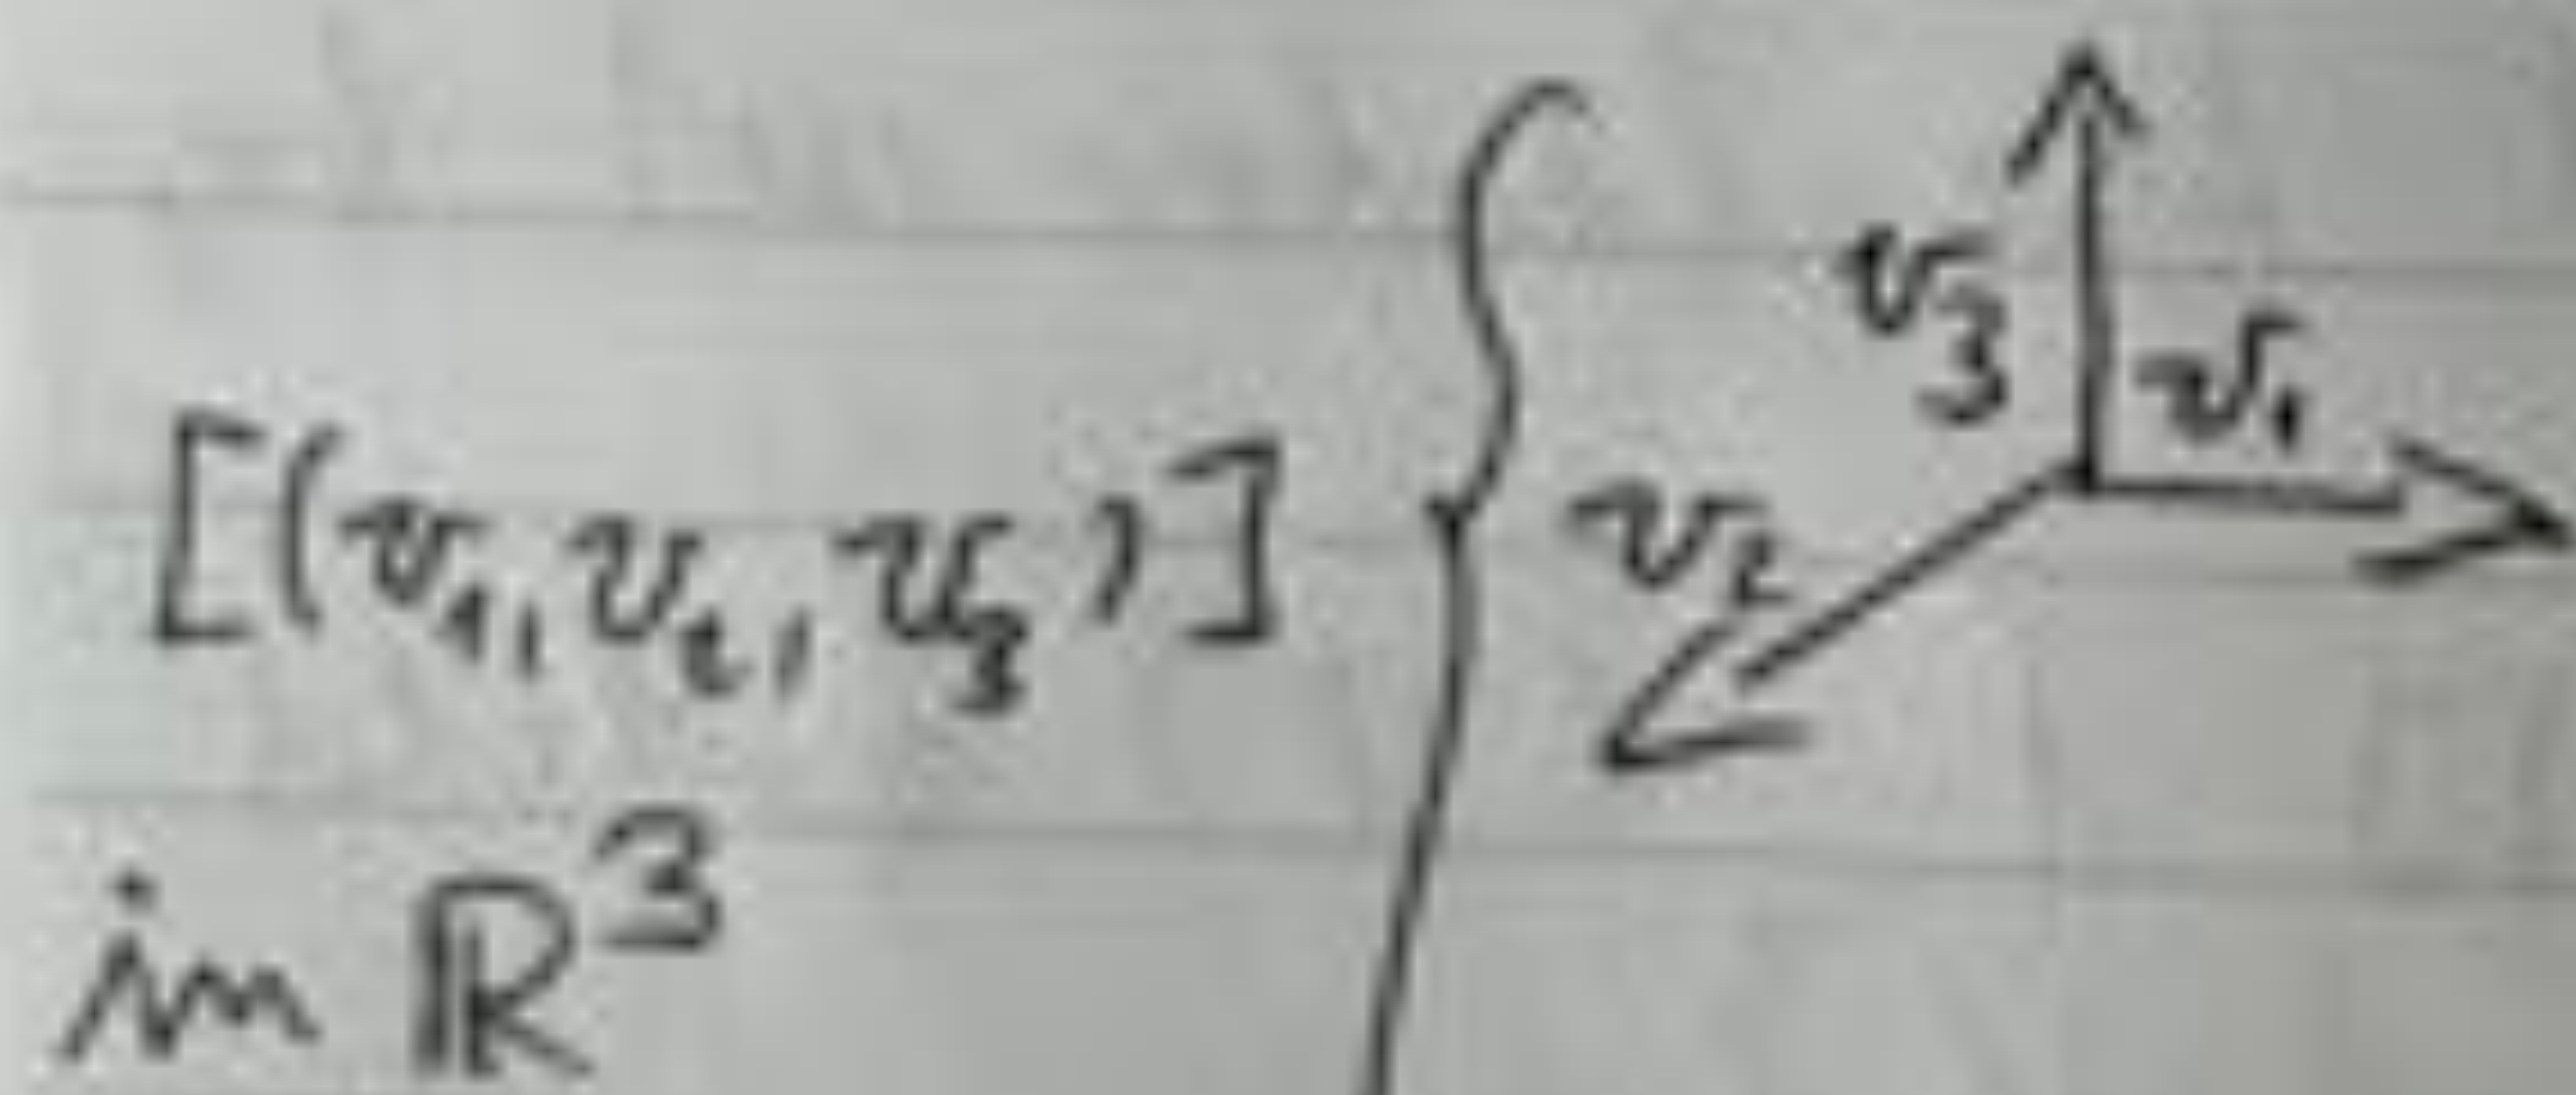 [(v₁, v₂, v₃)]
in ℝ³
v₃
v₁
v₂